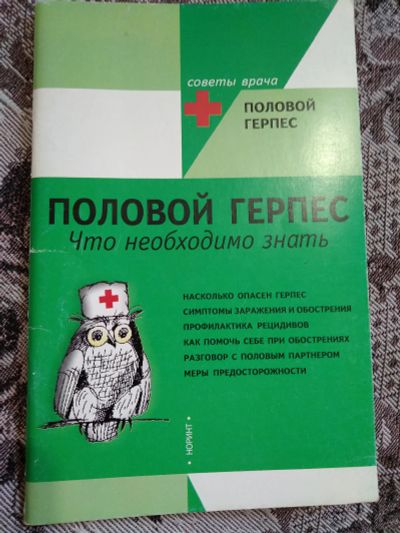 советы врача
ПОЛОВОЙ
ГЕРПЕС
ПОЛОВОЙ ГЕРПЕС
Что необходимо знать
НАСКОЛЬКО ОПАСЕН ГЕРПЕС
СИМПТОМЫ ЗАРАЖЕНИЯ И ОБОСТРЕНИЯ
ПРОФИЛАКТИКА РЕЦИДИВОВ
КАК ПОМОЧЬ СЕБЕ ПРИ ОБОСТРЕНИЯХ
РАЗГОВОР С ПОЛОВЫМ ПАРТНЕРОМ
МЕРЫ ПРЕДОСТОРОЖНОСТИ
• НОРИНТ •